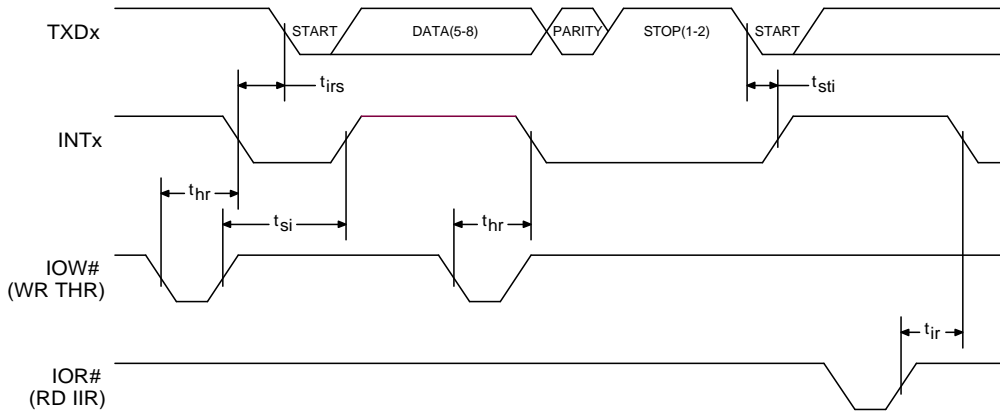 TXDx
START
DATA(5-8)
PARITY
STOP(1-2)
START
tirs
tsti
INTx
thr
tsi
thr
IOW#
(WR THR)
tir
IOR#
(RD IIR)